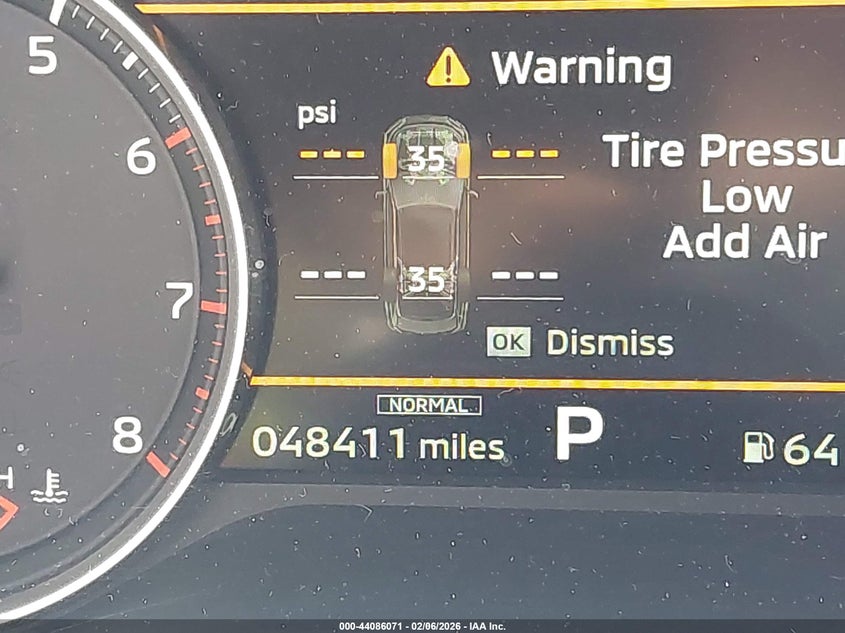 5
6
7
8
H
Warning
psi
--- 35 ---
--- 35 ---
Tire Pressu
Low
Add Air
OK Dismiss
NORMAL
048411 miles
P
64
000-44086071 - 02/06/2026 - IAA Inc.